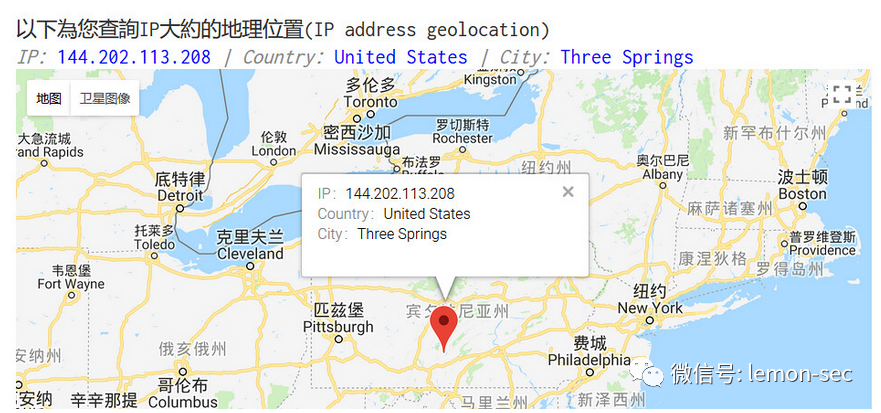 以下為您查詢IP大約的地理位置(IP address geolocation)
IP: 144.202.113.208 / Country: United States / City: Three Springs
地图 卫星图像
多伦多
Toronto
Kingston
密西沙加
Mississauga
罗切斯特
Rochester
大急流城
rand Rapids
伦敦
London
布法罗
纽约州
新罕布什尔州
奥尔巴尼
Albany
底特律
Detroit
波士顿
Boston
麻萨诸塞州
托莱多
Toledo
克里夫兰
Cleveland
普罗维登斯
Providence
康涅狄格
罗得岛州
韦恩堡
Fort Wayne
IP: 144.202.113.208
Country: United States
City: Three Springs
匹兹堡
Pittsburgh
宾夕法尼亚州
纽约
New York
安纳州
俄亥俄州
哥伦布
Columbus
费城
Philadelphia
安纳
辛辛那提
马里兰州
新泽西州
微信号: lemon-sec